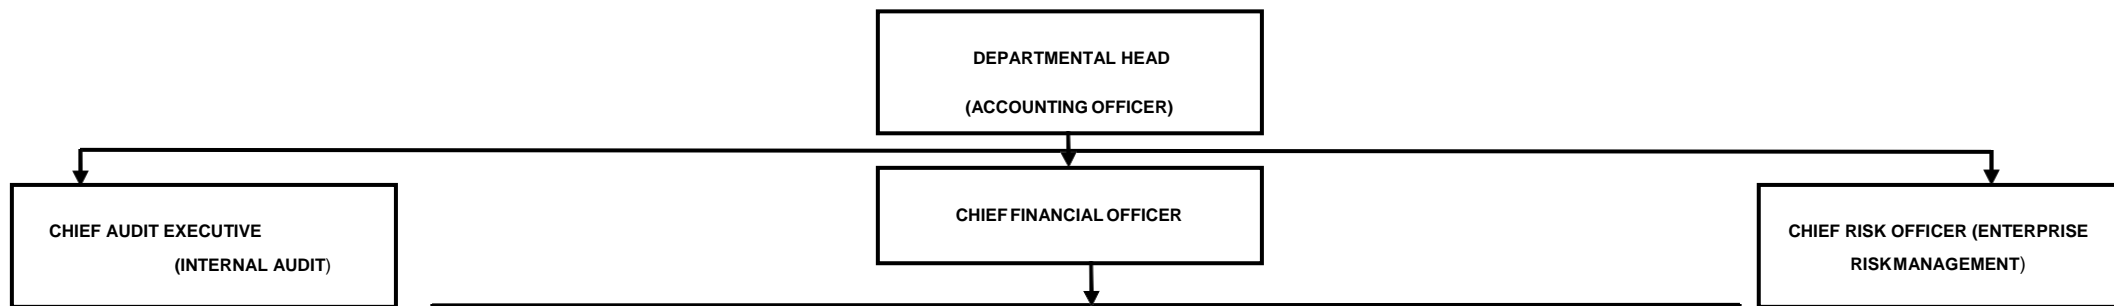 DEPARTMENTAL HEAD
(ACCOUNTING OFFICER)
CHIEF AUDIT EXECUTIVE
(INTERNAL AUDIT)
CHIEF FINANCIAL OFFICER
CHIEF RISK OFFICER (ENTERPRISE
RISKMANAGEMENT)